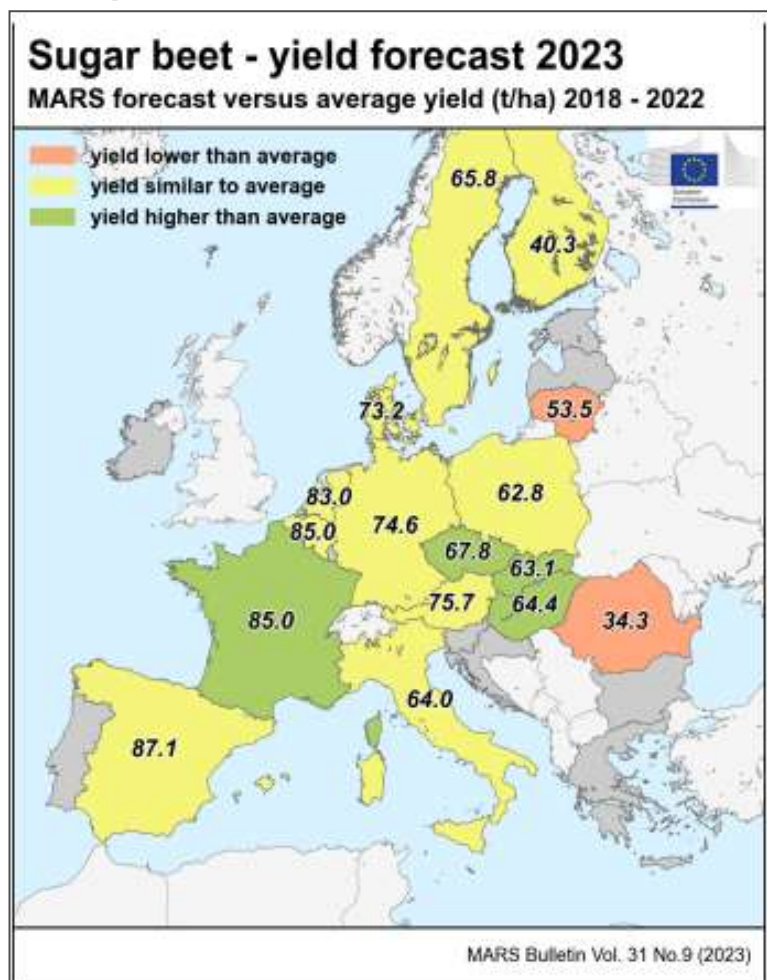 Sugar beet - yield forecast 2023
MARS forecast versus average yield (t/ha) 2018 - 2022
yield lower than average
yield similar to average
yield higher than average
European
Commission
65.8
40.3
73.2
53.5
83.0
62.8
85.0
74.6
67.8
63.1
75.7
64.4
85.0
34.3
64.0
87.1
MARS Bulletin Vol. 31 No.9 (2023)